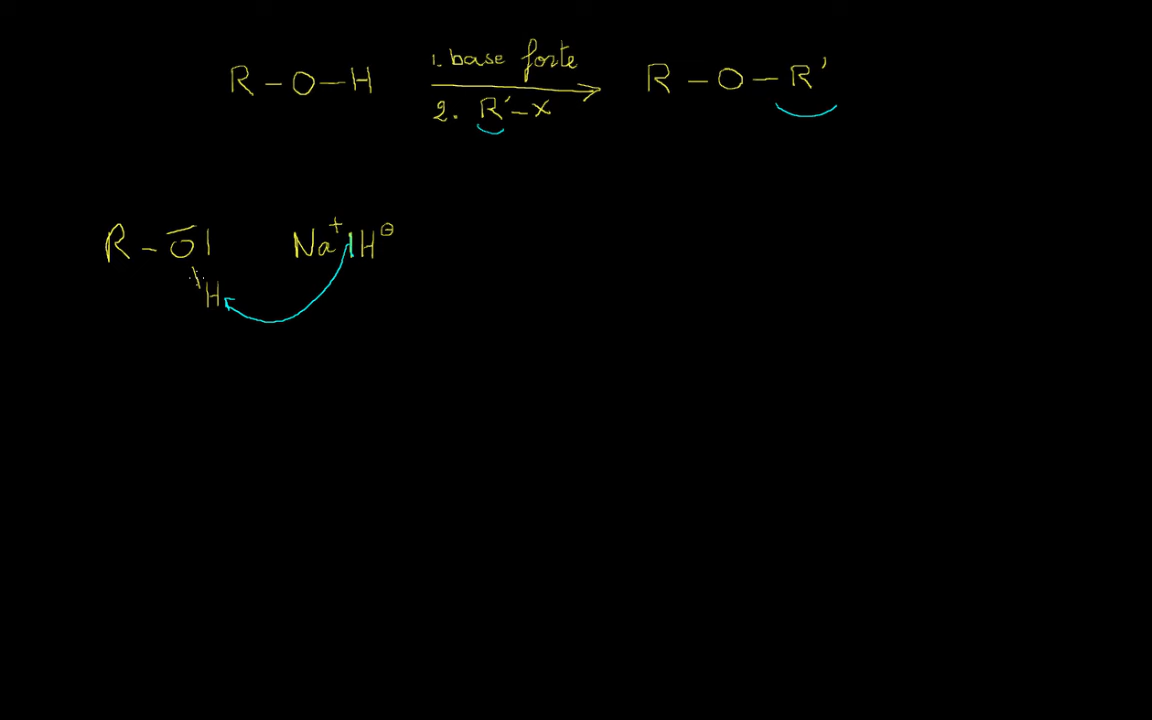 R – O – H 1. base forte R – O – R'
2. R' – X
R – O| Na+ |H⊖
H